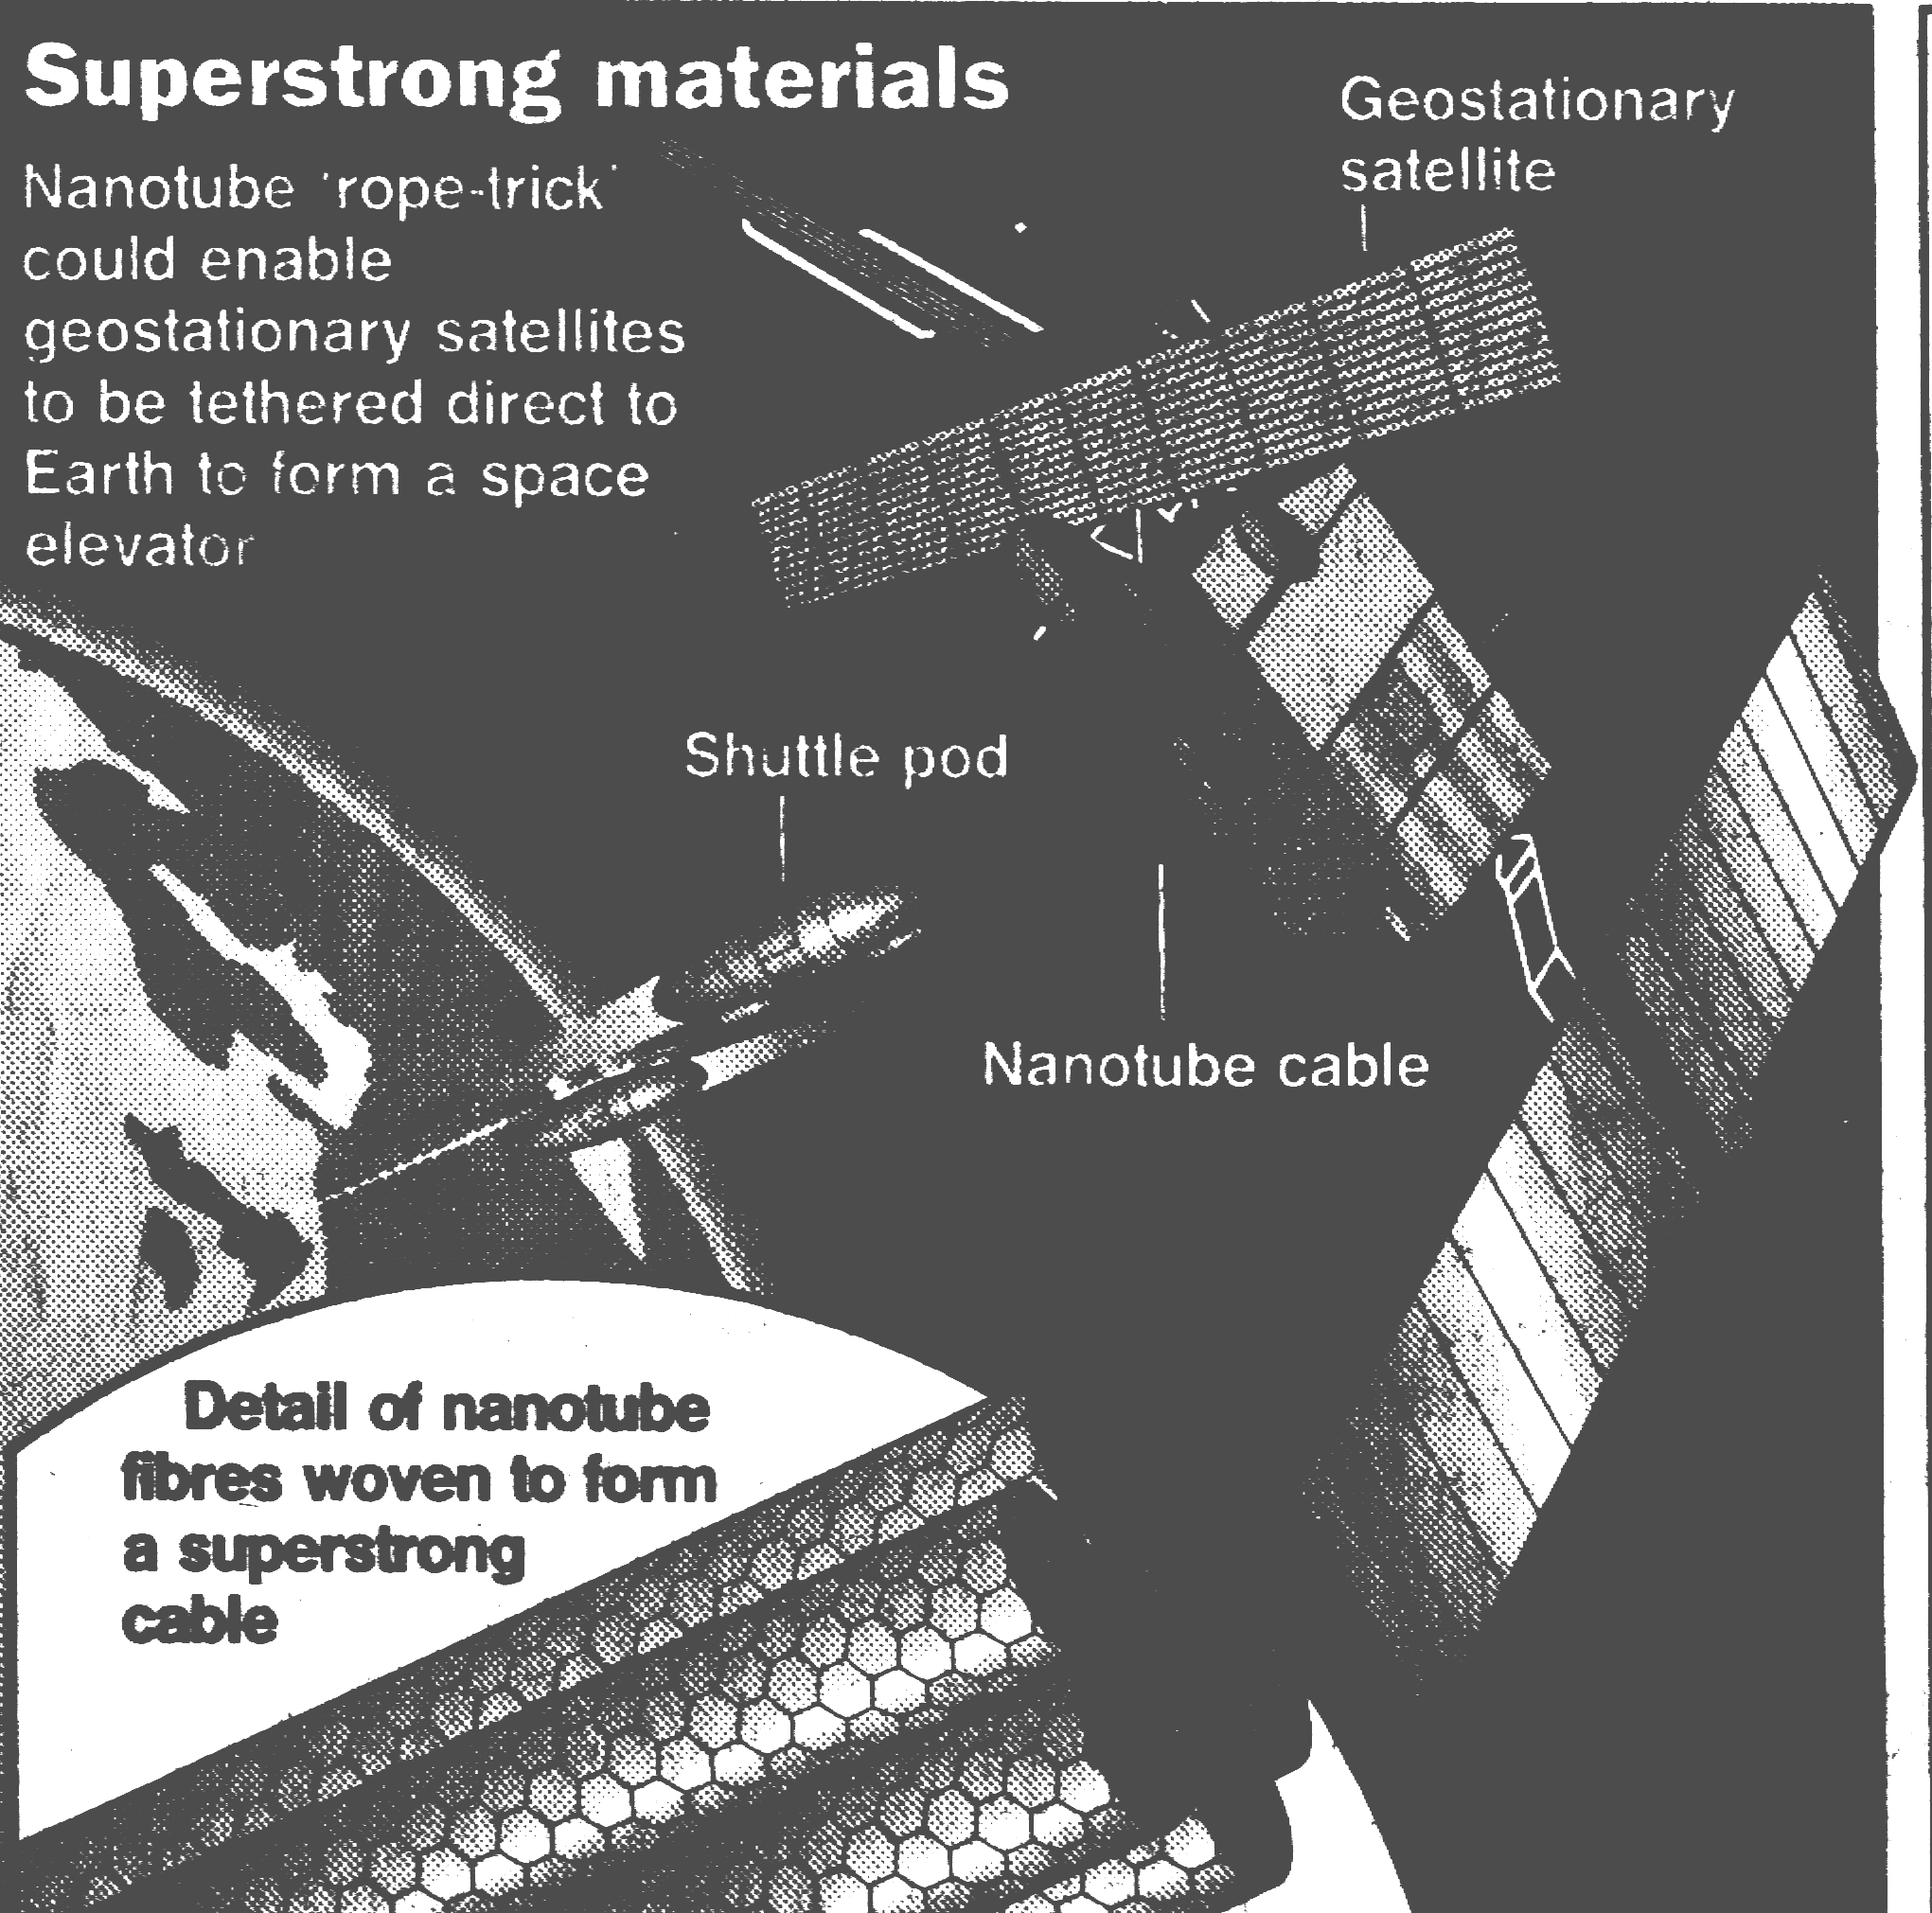 Superstrong materials
Nanotube 'rope-trick'
could enable
geostationary satellites
to be tethered direct to
Earth to form a space
elevator
Geostationary
satellite
Shuttle pod
Nanotube cable
Detail of nanotube
fibres woven to form
a superstrong
cable